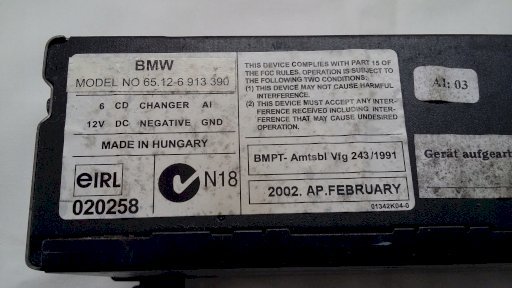 BMW
MODEL NO 65.12-6 913 390
6 CD CHANGER AI
12V DC NEGATIVE GND
MADE IN HUNGARY
eIRL
020258
N18
THIS DEVICE COMPLIES WITH PART 15 OF
THE FGC RULES. OPERATION IS SUBJECT TO
THE FOLLOWING TWO CONDITIONS:
(1) THIS DEVICE MAY NOT CAUSE HARMFUL
INTERFERENCE.
(2) THIS DEVICE MUST ACCEPT ANY INTER-
FERENCE RECEIVED INCLUDING INTER-
FERENCE THAT MAY CAUSE UNDESIRED
OPERATION.
BMPT- Amtsbl Vfg 243/1991
2002. AP.FEBRUARY
01342K04-0
AI: 03
Gerät aufgearb